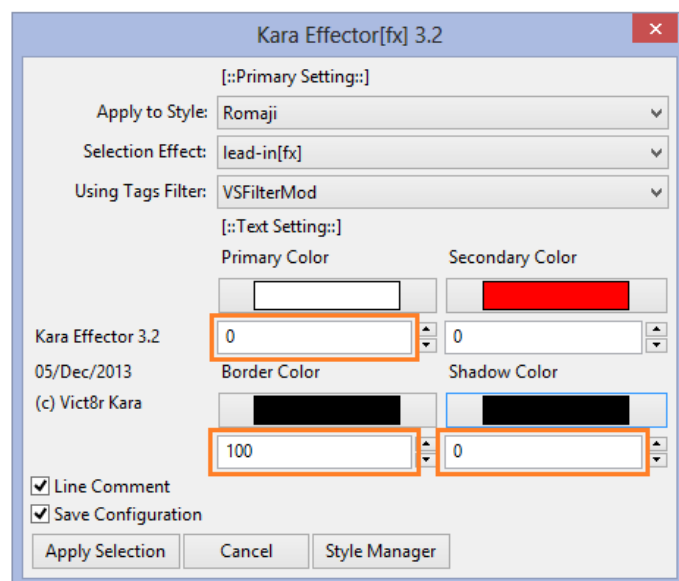 Kara Effector[fx] 3.2
[::Primary Setting::]
Apply to Style: Romaji
Selection Effect: lead-in[fx]
Using Tags Filter: VSFilterMod
[::Text Setting::]
Primary Color Secondary Color
Kara Effector 3.2 0 0
05/Dec/2013 Border Color Shadow Color
(c) Vict8r Kara
100 0
Line Comment
Save Configuration
Apply Selection Cancel Style Manager